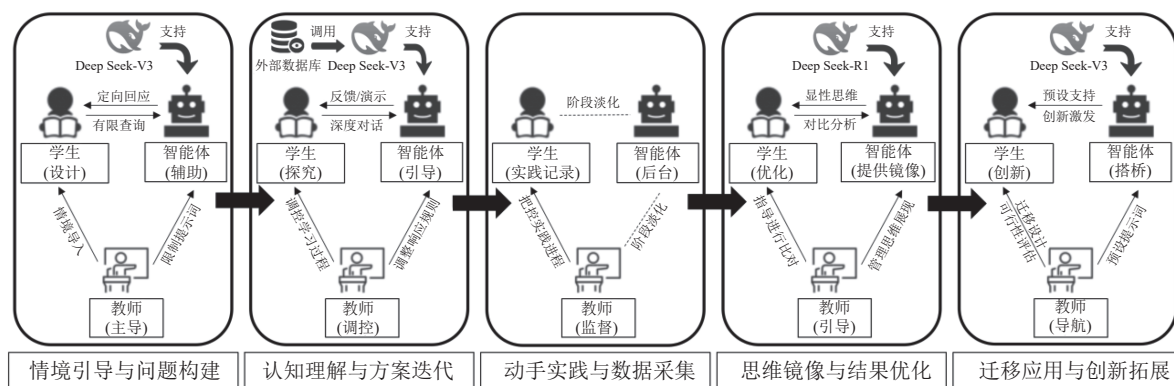 支持
Deep Seek-V3
定向回应
有限查询
学生
(设计)
智能体
(辅助)
情境导入
限制提示词
教师
(主导)
情境引导与问题构建
调用
支持
外部数据库
Deep Seek-V3
反馈/演示
深度对话
学生
(探究)
智能体
(引导)
调控学习过程
调整响应规则
教师
(调控)
认知理解与方案迭代
阶段淡化
学生
(实践记录)
智能体
(后台)
把控实践进程
阶段淡化
教师
(监督)
动手实践与数据采集
支持
Deep Seek-R1
显性思维
对比分析
学生
(优化)
智能体
(提供镜像)
指导进行比对
管理思维展现
教师
(引导)
思维镜像与结果优化
支持
Deep Seek-V3
预设支持
创新激发
学生
(创新)
智能体
(搭桥)
迁移设计
可行性评估
预设提示词
教师
(导航)
迁移应用与创新拓展